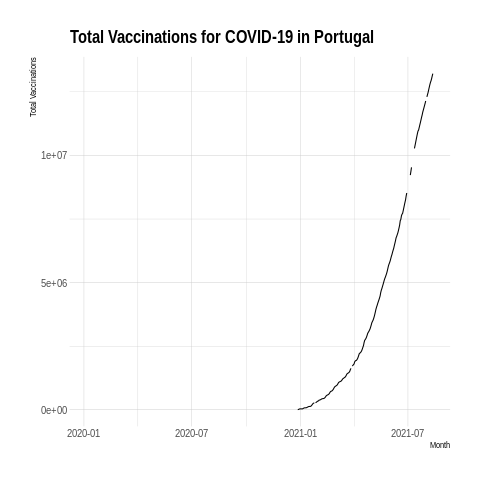 Total Vaccinations for COVID-19 in Portugal
Total Vaccinations
1e+07
5e+06
0e+00
2020-01 2020-07 2021-01 2021-07
Month